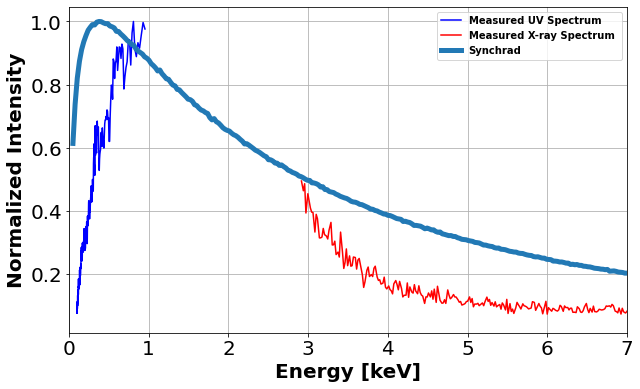 Normalized Intensity
1.0
0.8
0.6
0.4
0.2
0 1 2 3 4 5 6 7
Energy [keV]
Measured UV Spectrum
Measured X-ray Spectrum
Synchrad